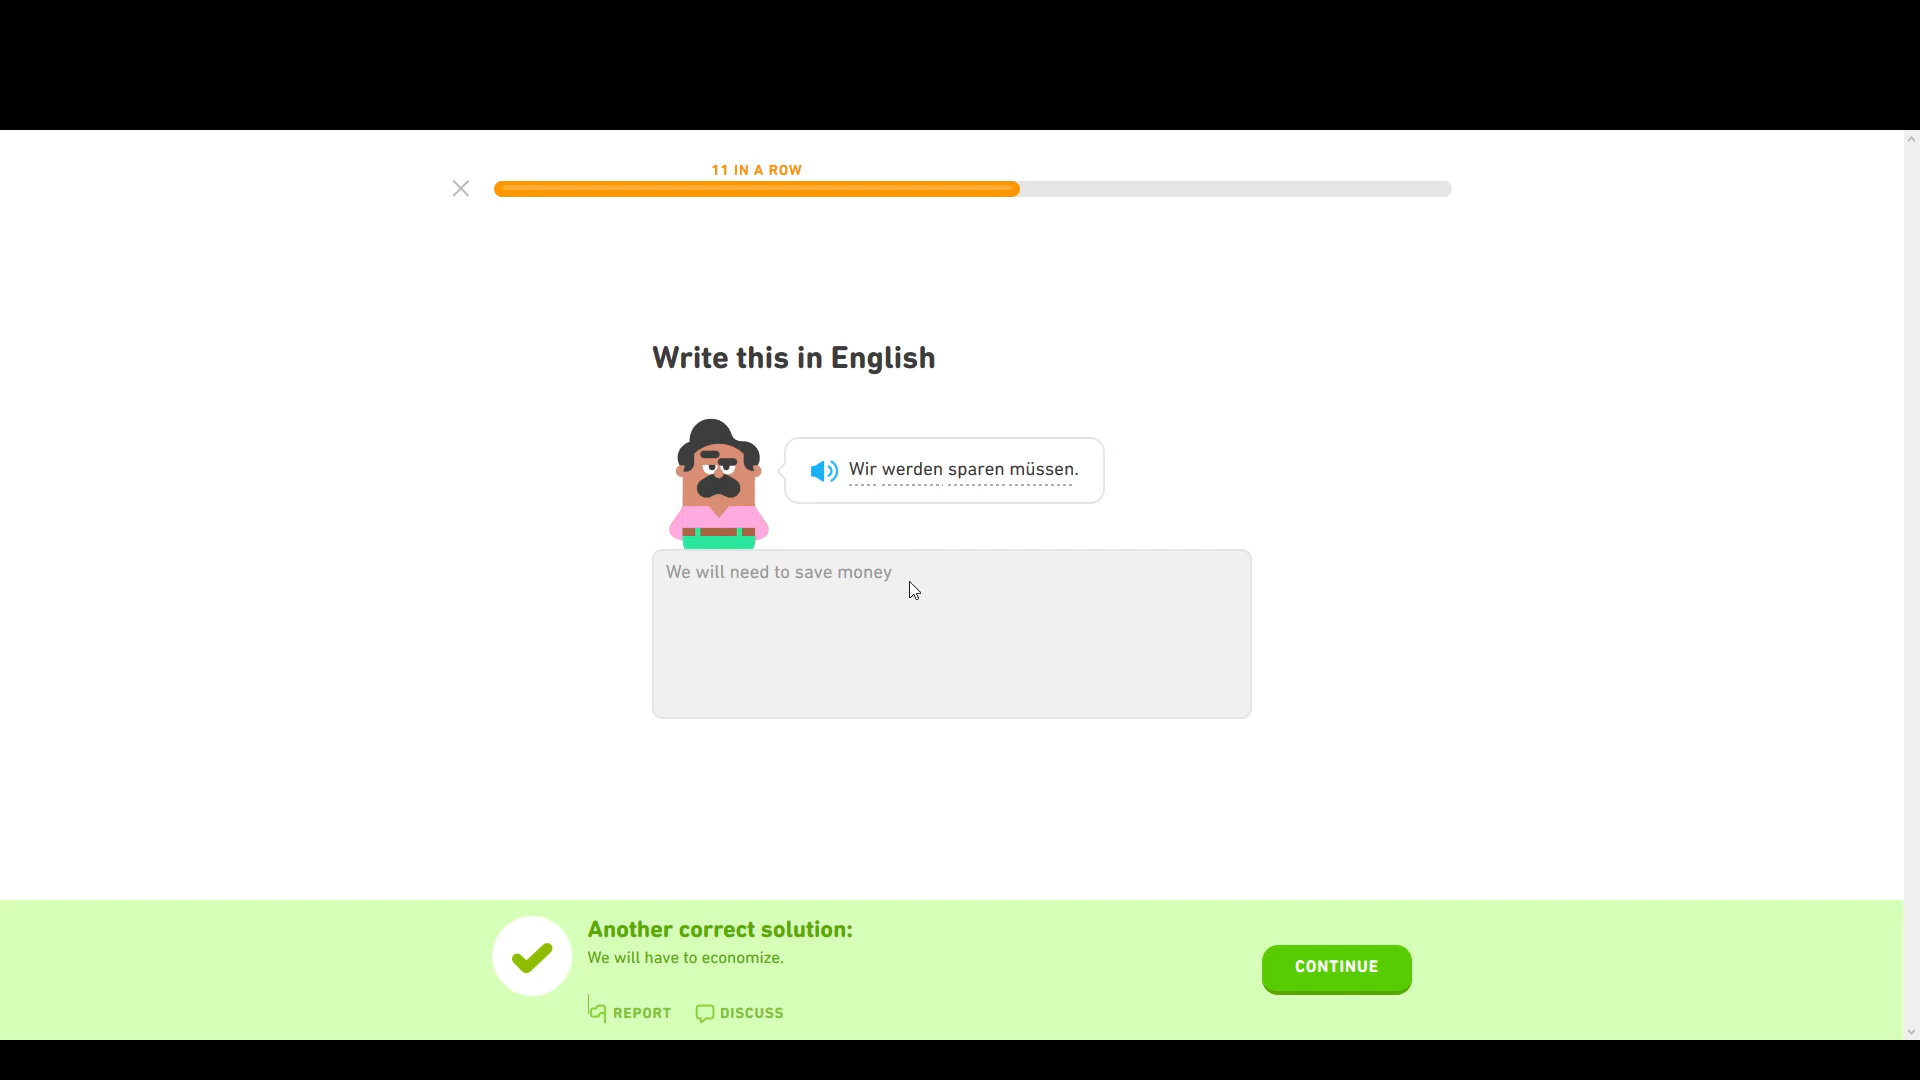 11 IN A ROW
Write this in English
Wir werden sparen müssen.
We will need to save money
Another correct solution:
We will have to economize.
CONTINUE
REPORT DISCUSS